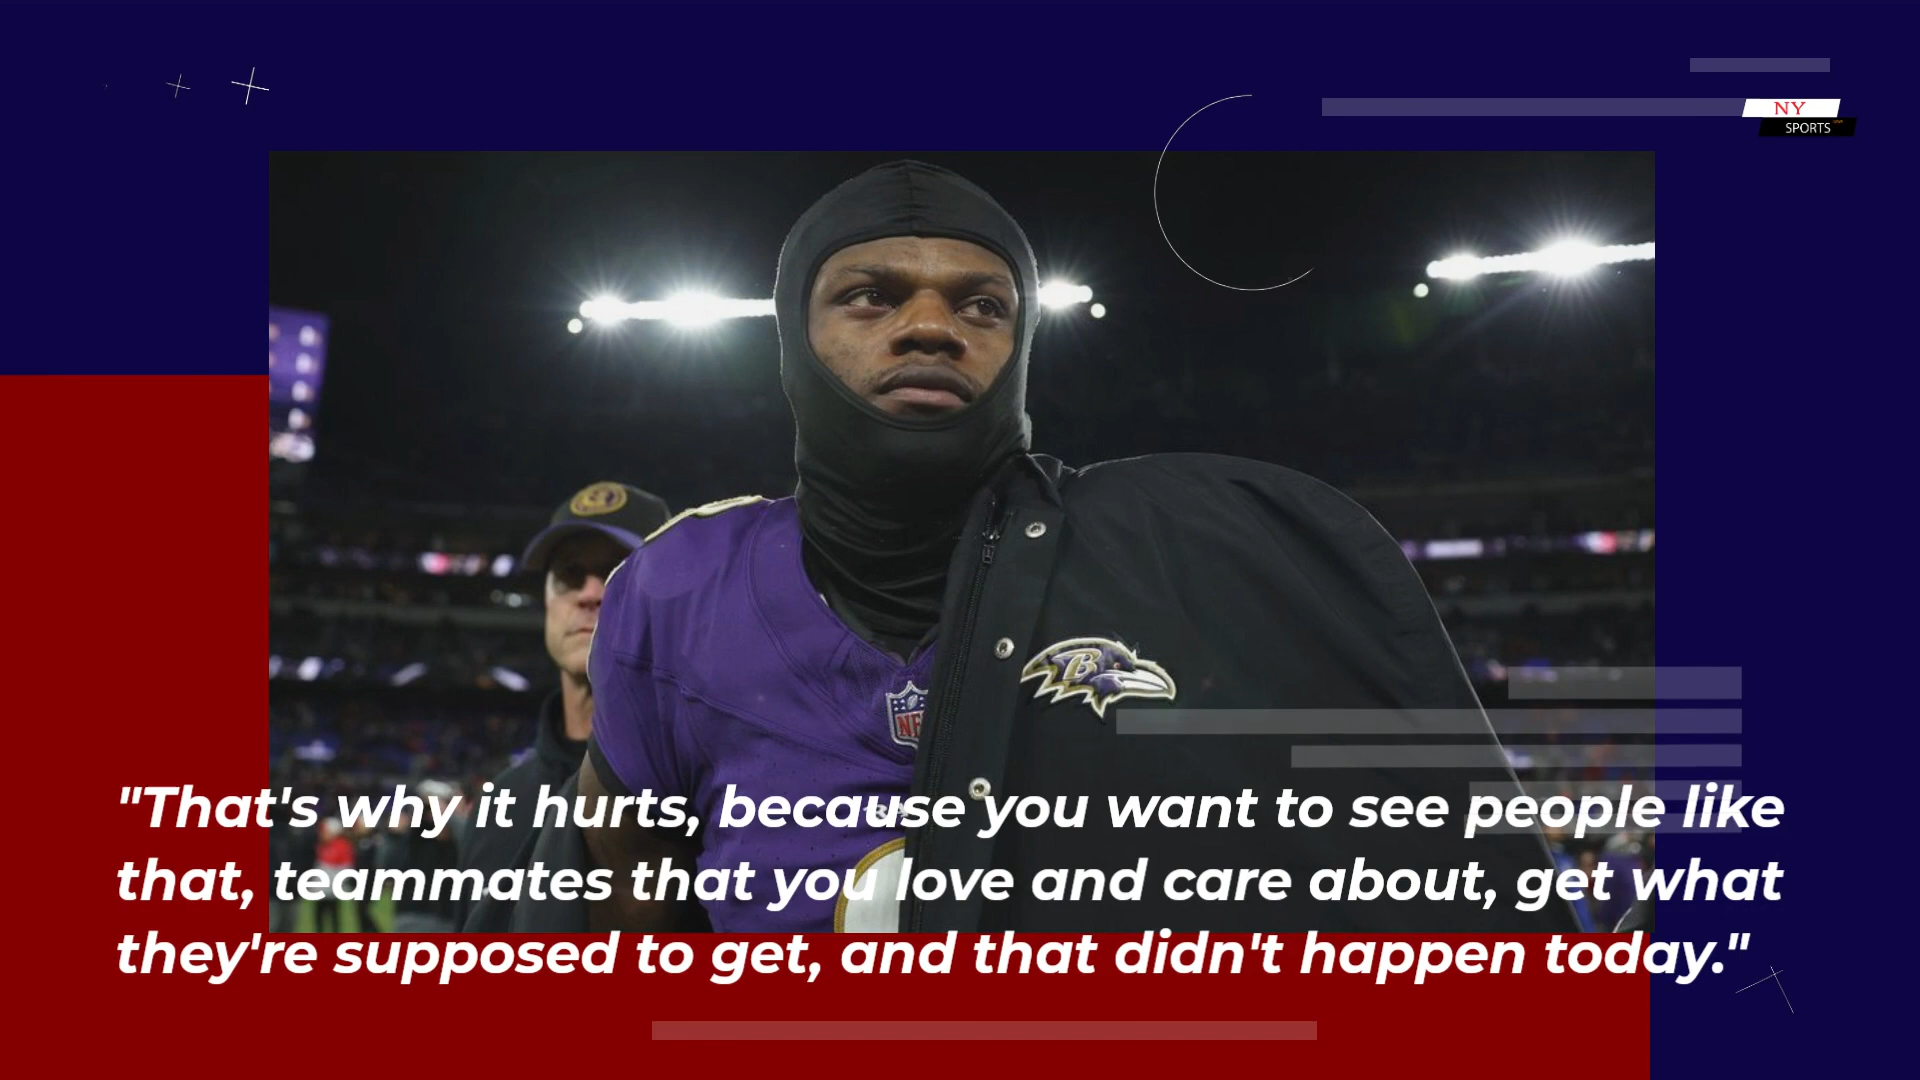 NY
SPORTS
"That's why it hurts, because you want to see people like
that, teammates that you love and care about, get what
they're supposed to get, and that didn't happen today."
B